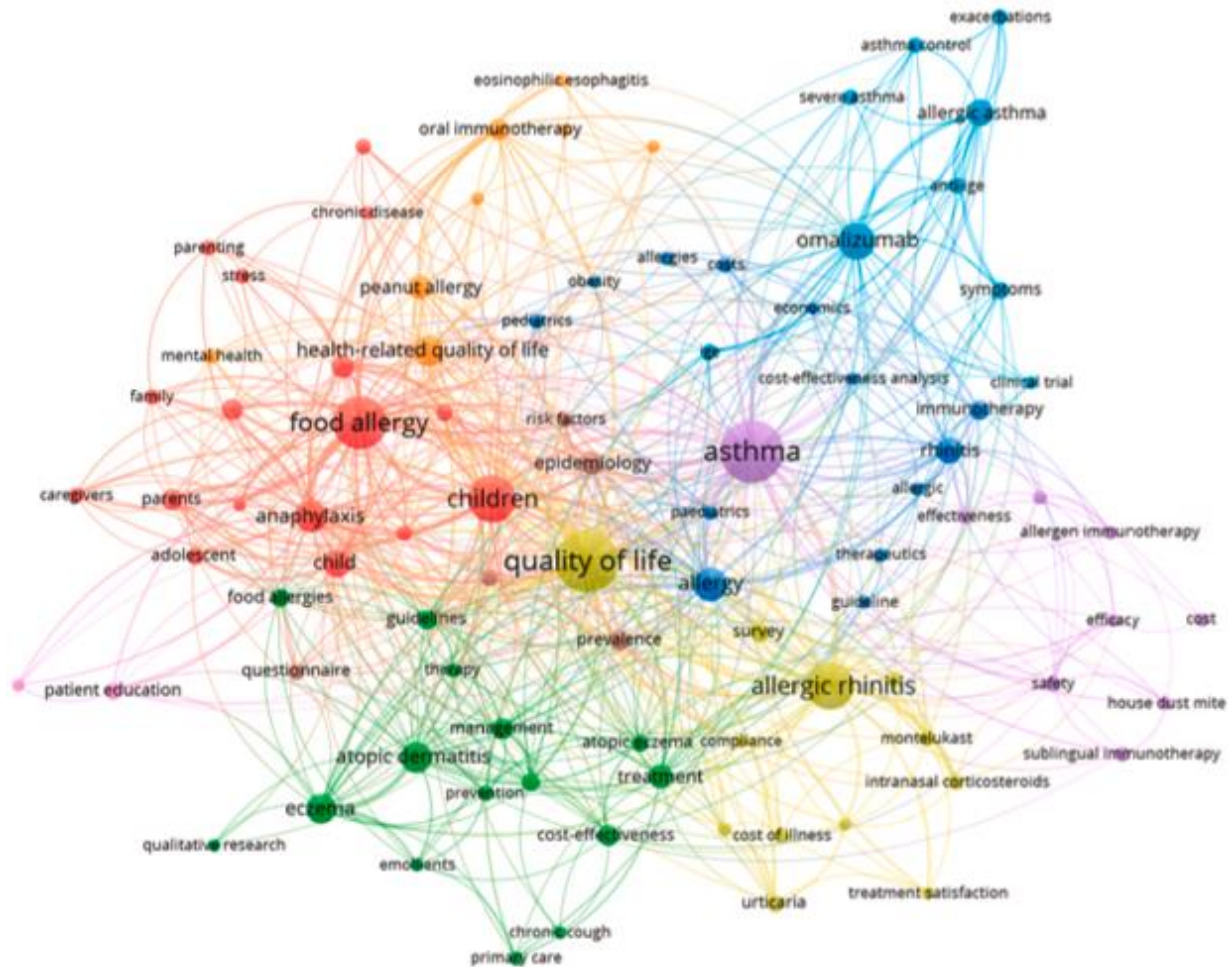 exacerbations
asthma control
eosinophilic esophagitis
severe asthma
allergic asthma
oral immunotherapy
anti-ige
chronic disease
omalizumab
parenting
allergies
costs
stress
obesity
peanut allergy
symptoms
economics
pediatrics
health-related quality of life
ige
mental health
cost-effectiveness analysis
clinical trial
family
immunotherapy
risk factors
food allergy
asthma
rhinitis
epidemiology
allergic
caregivers
parents
children
paediatrics
effectiveness
anaphylaxis
allergen immunotherapy
adolescent
child
quality of life
therapeutics
allergy
food allergies
guideline
guidelines
efficacy
cost
survey
prevalence
questionnaire
therapy
patient education
allergic rhinitis
safety
house dust mite
management
atopic eczema
compliance
montelukast
atopic dermatitis
sublingual immunotherapy
treatment
intranasal corticosteroids
prevention
eczema
cost-effectiveness
cost of illness
qualitative research
emollients
treatment satisfaction
urticaria
chronic cough
primary care